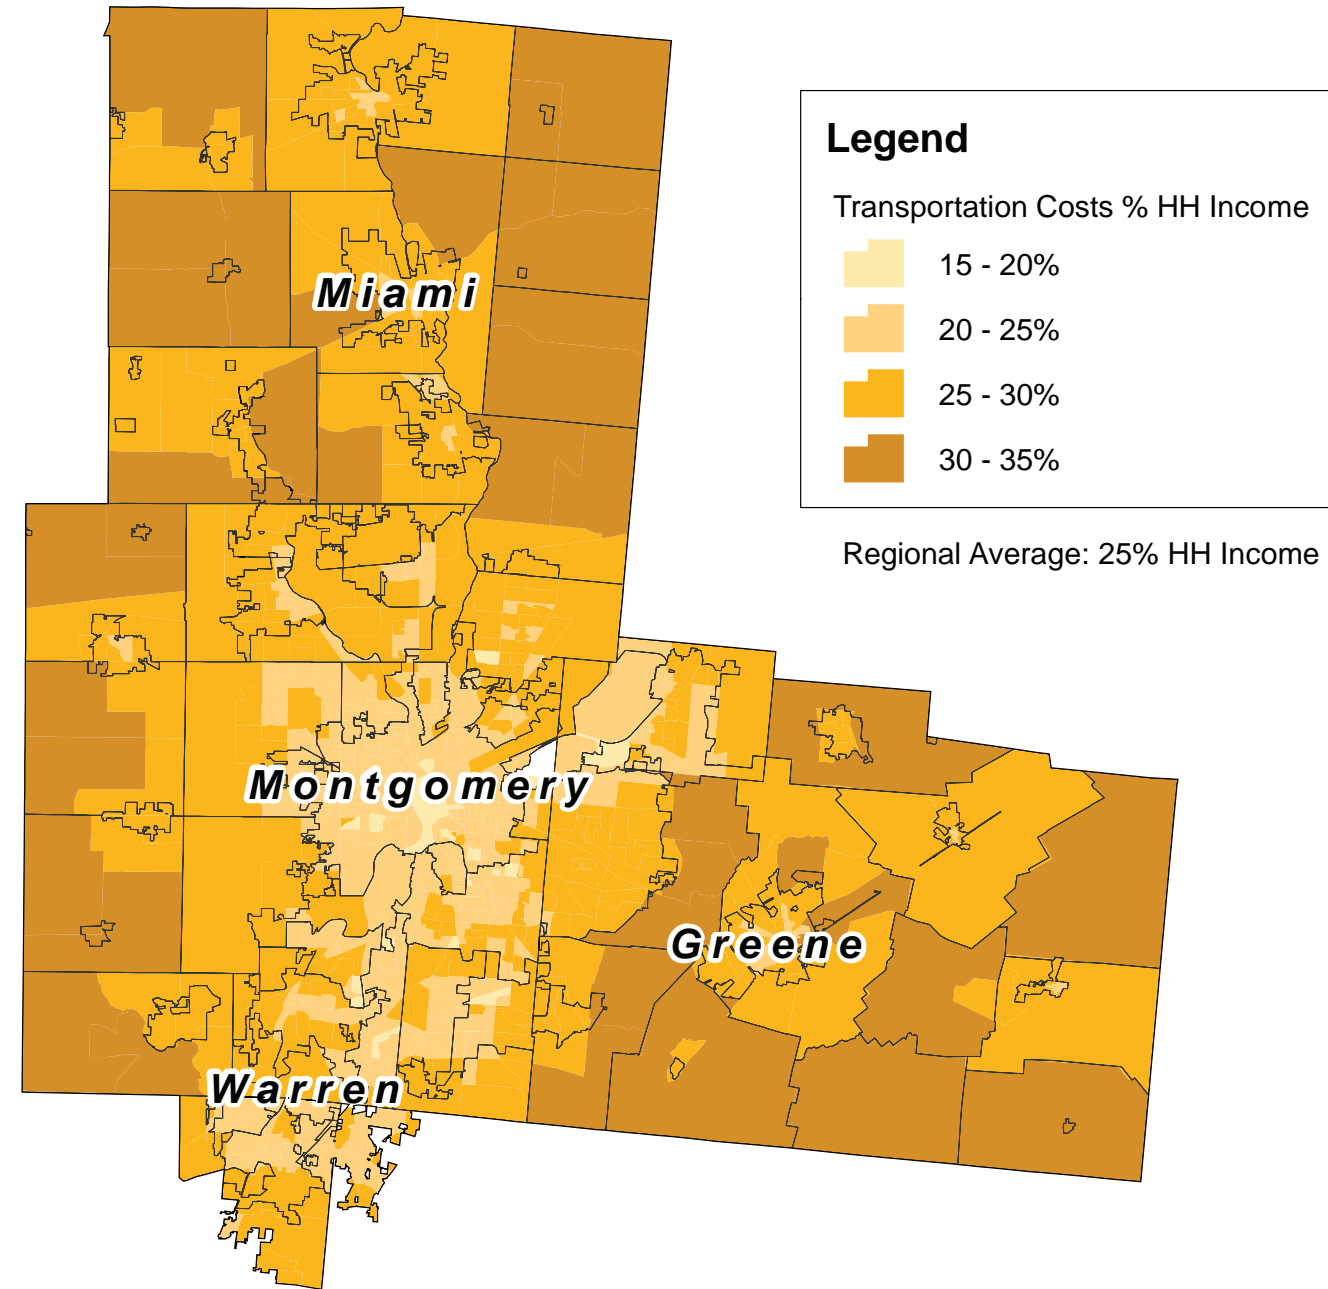 Legend
Transportation Costs % HH Income
15 - 20%
20 - 25%
25 - 30%
30 - 35%
Regional Average: 25% HH Income
Miami
Montgomery
Greene
Warren